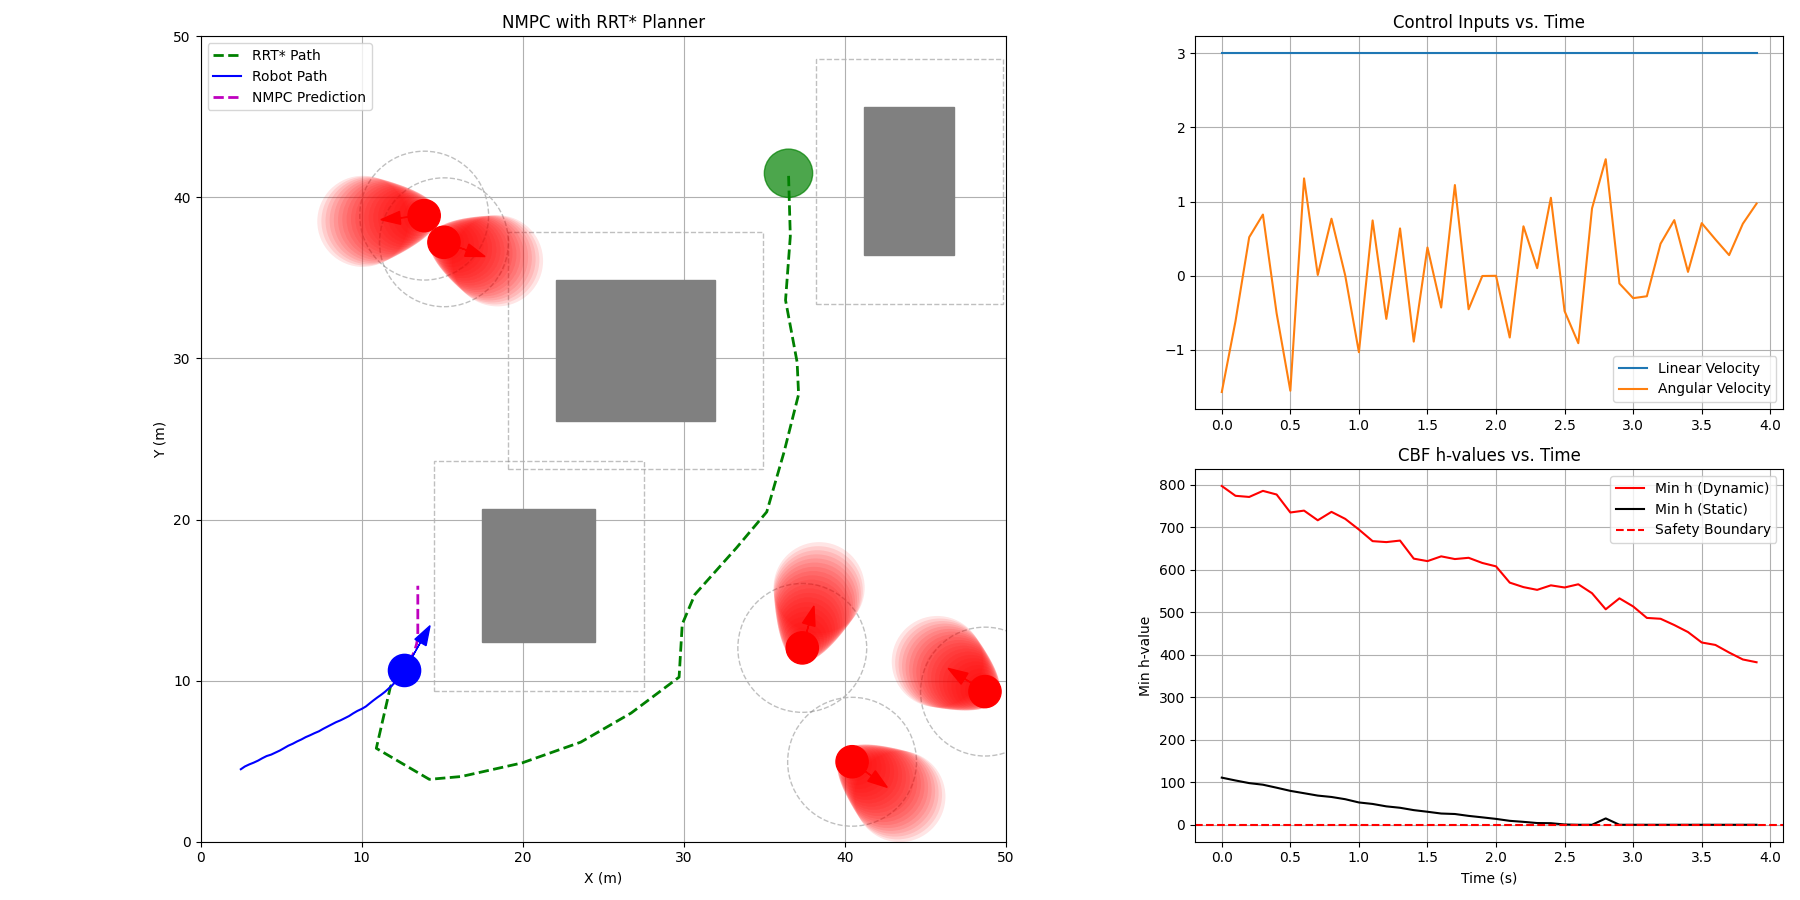 NMPC with RRT* Planner
RRT* Path
Robot Path
NMPC Prediction
Y (m)
50
40
30
20
10
0
0 10 20 30 40 50
X (m)
Control Inputs vs. Time
3
2
1
0
−1
Linear Velocity
Angular Velocity
0.0 0.5 1.0 1.5 2.0 2.5 3.0 3.5 4.0
CBF h-values vs. Time
Min h (Dynamic)
Min h (Static)
Safety Boundary
Min h-value
800
700
600
500
400
300
200
100
0
0.0 0.5 1.0 1.5 2.0 2.5 3.0 3.5 4.0
Time (s)